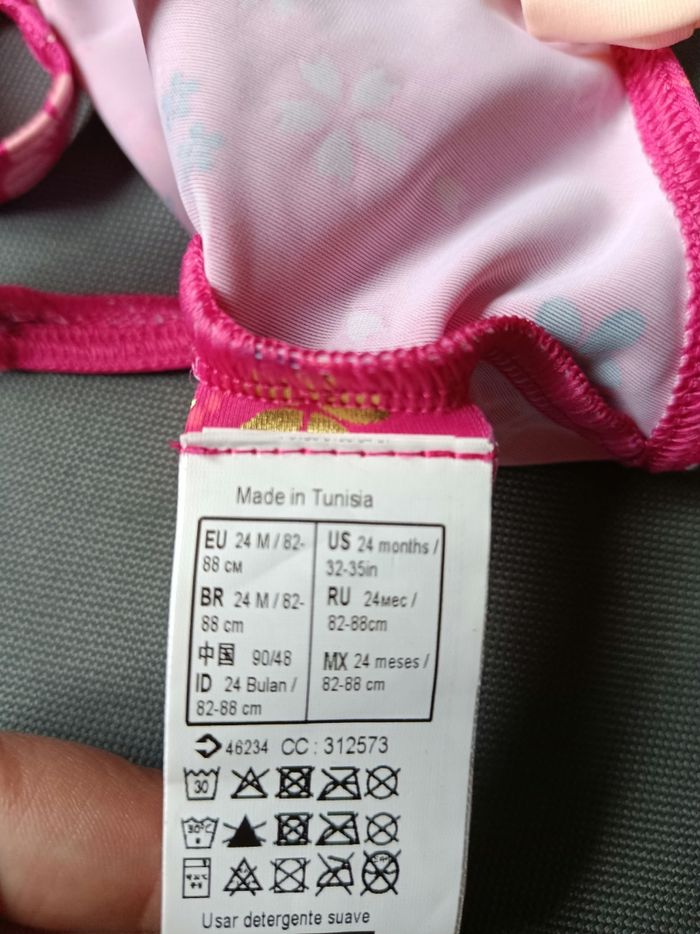 Made in Tunisia
EU 24 M / 82-
88 см
BR 24 M / 82-
88 cm
中国 90/48
ID 24 Bulan /
82-88 cm
US 24 months /
32-35in
RU 24мес /
82-88cm
MX 24 meses /
82-88 cm
46234 CC : 312573
30
30°C
Usar detergente suave